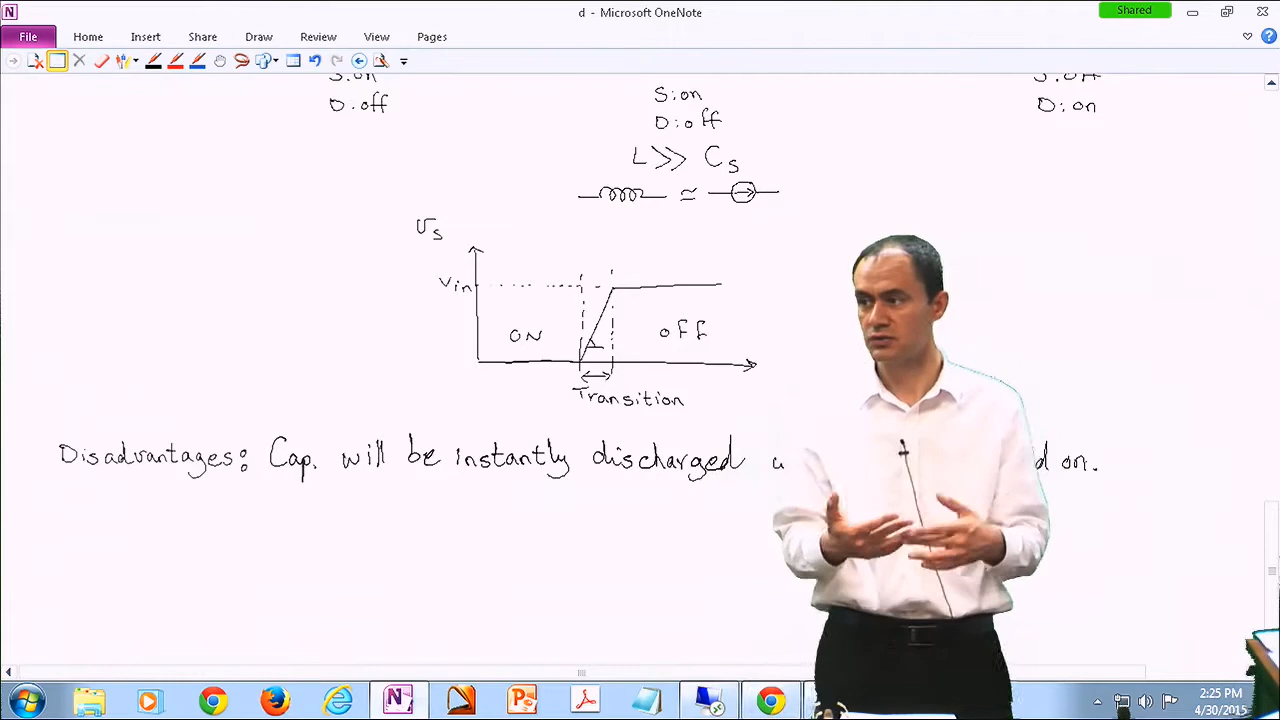 d - Microsoft OneNote
Shared
File Home Insert Share Draw Review View Pages
S:on
D:off
S:on
D:off
S:off
D:on
L>>> Cs
≃
Vs
Vin
ON
OFF
Transition
Disadvantages: Cap. will be instantly discharged
on.
2:25 PM
4/30/2015